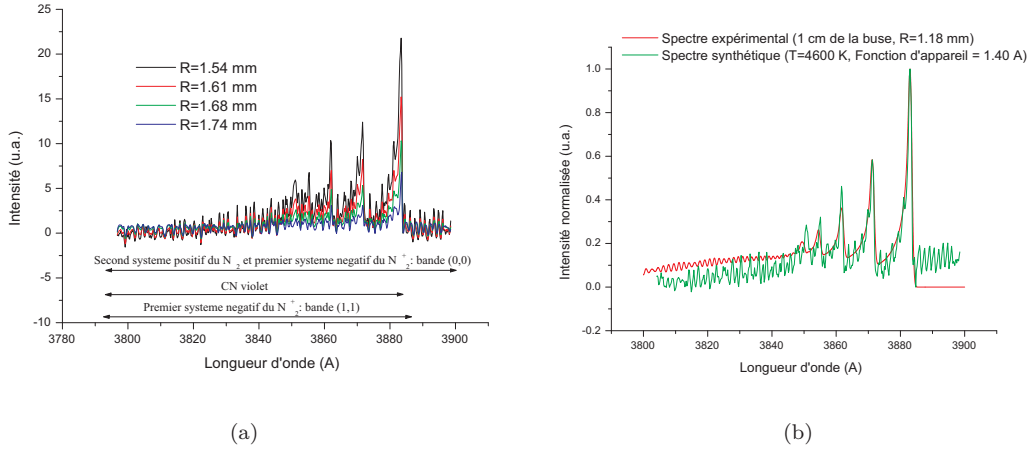 25
20
15
10
5
0
-5
-10
Intensité (u.a.)
R=1.54 mm
R=1.61 mm
R=1.68 mm
R=1.74 mm
Second systeme positif du N 2 et premier systeme negatif du N + 2 : bande (0,0)
CN violet
Premier systeme negatif du N + 2 : bande (1,1)
3780 3800 3820 3840 3860 3880 3900
Longueur d'onde (A)
(a)
Spectre expérimental (1 cm de la buse, R=1.18 mm)
Spectre synthétique (T=4600 K, Fonction d'appareil = 1.40 A)
1.0
0.8
0.6
0.4
0.2
0.0
-0.2
Intensité normalisée (u.a.)
3800 3820 3840 3860 3880 3900
Longueur d'onde (A)
(b)